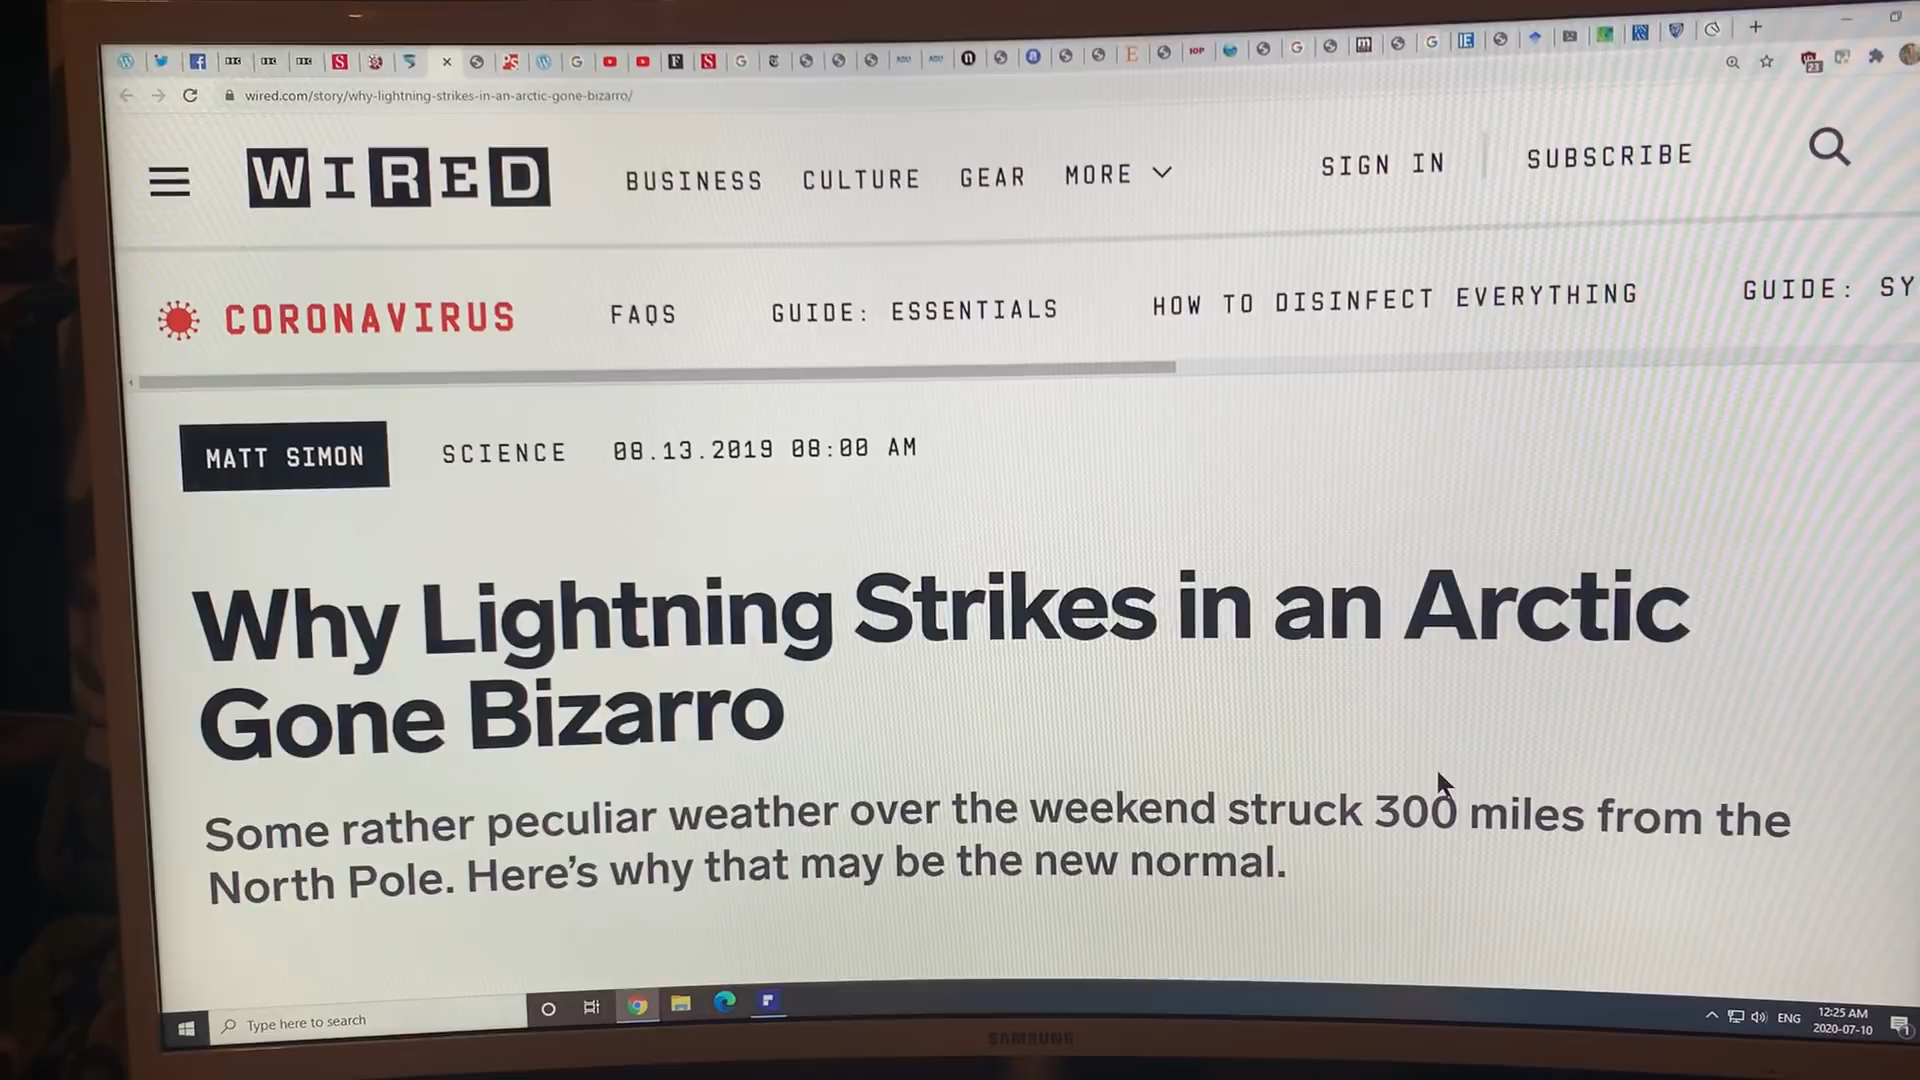 wired.com/story/why-lightning-strikes-in-an-arctic-gone-bizarro/
WIRED BUSINESS CULTURE GEAR MORE SIGN IN SUBSCRIBE
CORONAVIRUS FAQS GUIDE: ESSENTIALS HOW TO DISINFECT EVERYTHING GUIDE: SY
MATT SIMON SCIENCE 08.13.2019 08:00 AM
Why Lightning Strikes in an Arctic
Gone Bizarro
Some rather peculiar weather over the weekend struck 300 miles from the
North Pole. Here's why that may be the new normal.
Type here to search
ENG
12:25 AM
2020-07-10
SAMSUNG